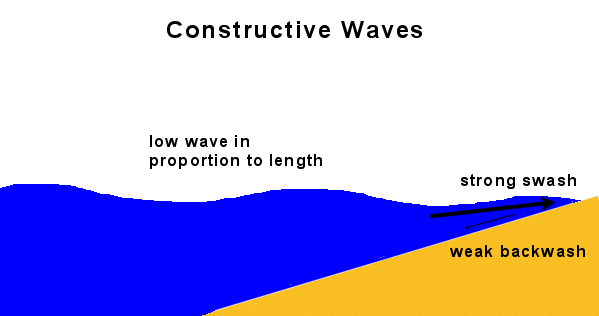 Constructive Waves
low wave in
proportion to length
strong swash
weak backwash